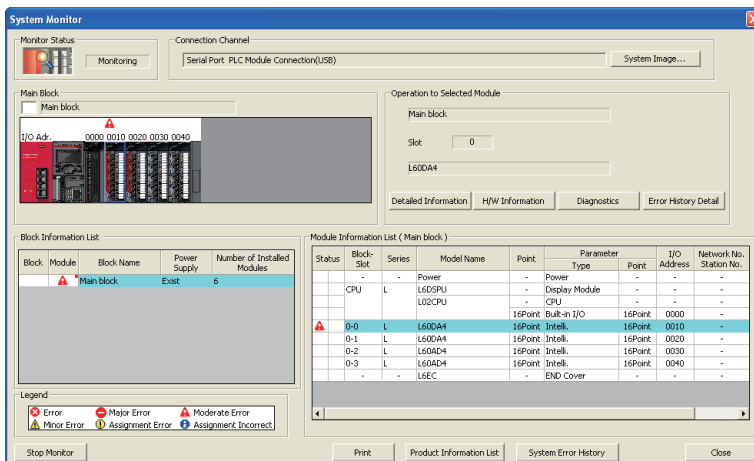 System Monitor
Monitor Status
Monitoring
Connection Channel
Serial Port PLC Module Connection(USB)
System Image...
Main Block
Main block
I/O Adr. 0000 0010 0020 0030 0040
Operation to Selected Module
Main block
Slot 0
L60DA4
Detailed Information H/W Information Diagnostics Error History Detail
Block Information List
Block Module Block Name Power Supply Number of Installed Modules
Main block Exist 6
Module Information List ( Main block )
Status Block-Slot Series Model Name Point Parameter Type Point I/O Address Network No. Station No.
- - Power - Power - - -
CPU L L6DSPU - Display Module - - -
L02CPU - CPU - - -
16Point Built-in I/O 16Point 0000 -
0-0 L L60DA4 16Point Intelli. 16Point 0010 -
0-1 L L60DA4 16Point Intelli. 16Point 0020 -
0-2 L L60AD4 16Point Intelli. 16Point 0030 -
0-3 L L60AD4 16Point Intelli. 16Point 0040 -
- - L6EC - END Cover - - -
Legend
Error Major Error Moderate Error
Minor Error Assignment Error Assignment Incorrect
Stop Monitor Print Product Information List System Error History Close